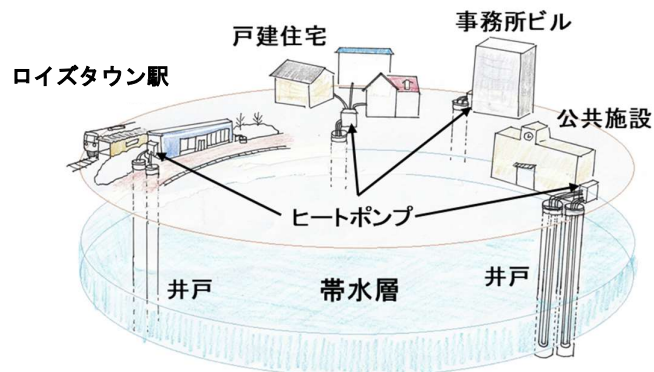 事務所ビル
戸建住宅
ロイズタウン駅
公共施設
ヒートポンプ
井戸
帯水層
井戸